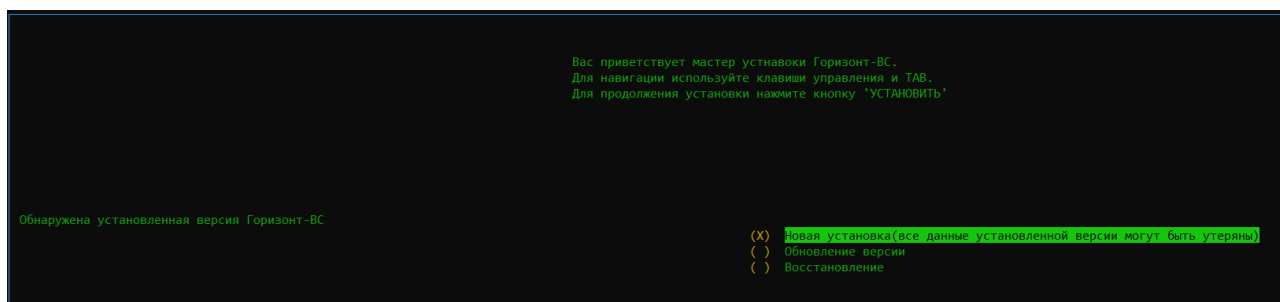 Вас приветствует мастер устнавоки Горизонт-ВС.
Для навигации используйте клавиши управления и TAB.
Для продолжения установки нажмите кнопку 'УСТАНОВИТЬ'
Обнаружена установленная версия Горизонт-ВС
(X) Новая установка(все данные установленной версии могут быть утеряны)
( ) Обновление версии
( ) Восстановление